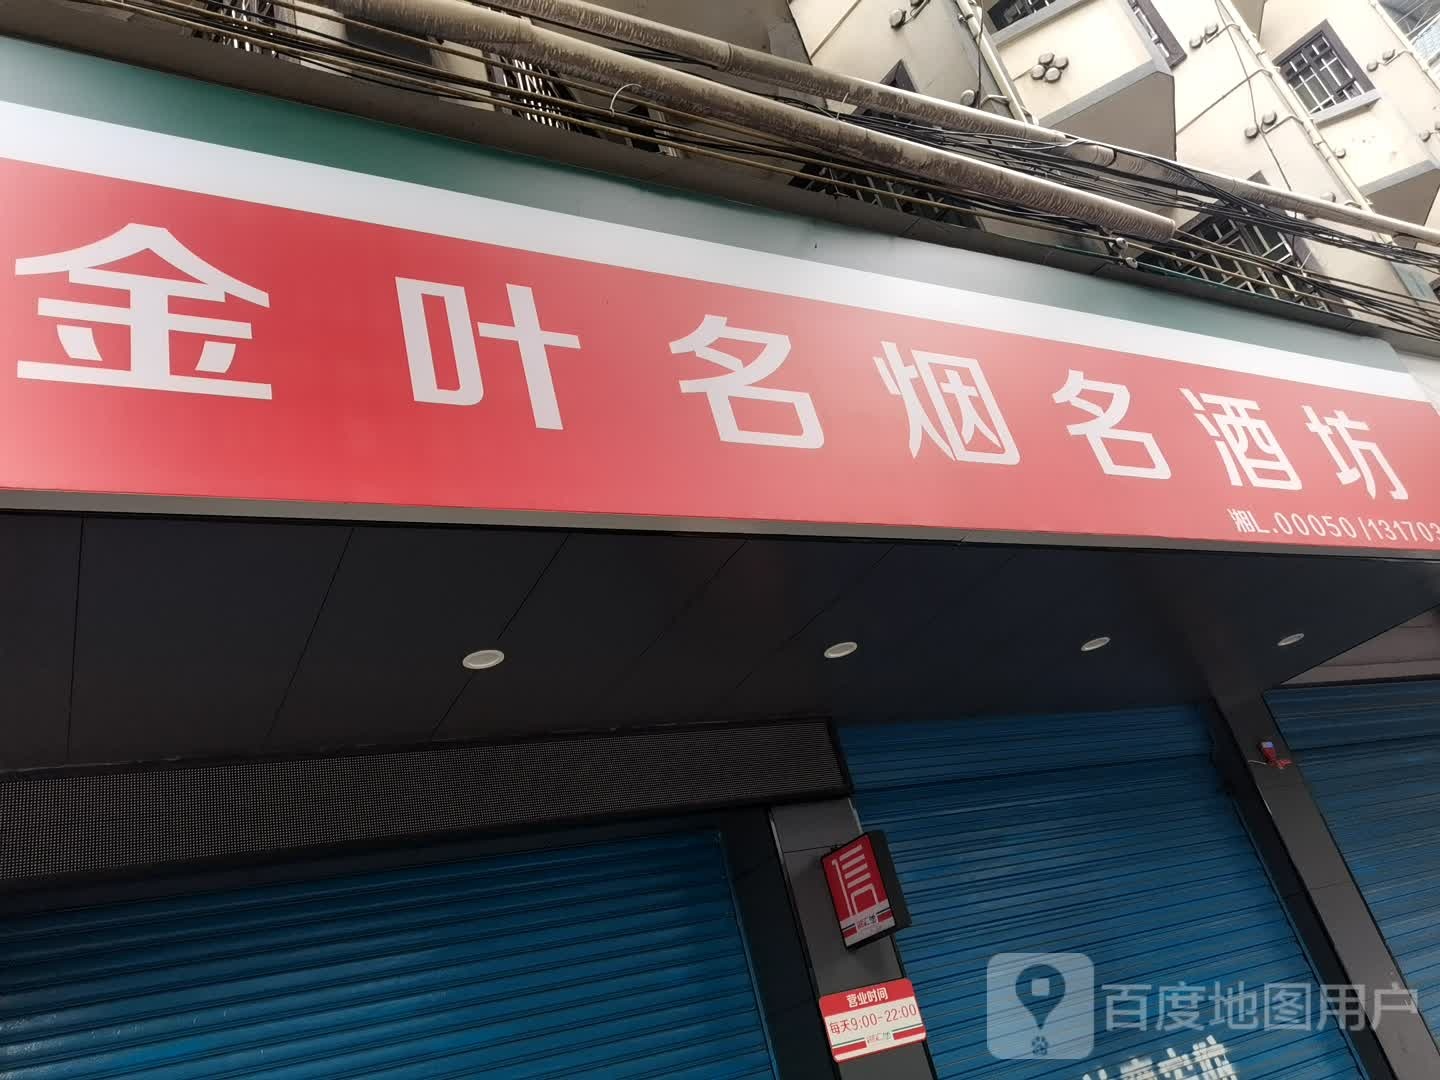 金叶名烟名酒坊
湘L.00050 /131703
营业时间
每天9:00-22:00
百度地图用户